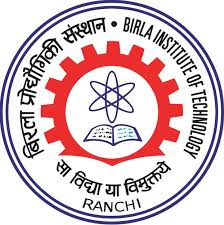 बिरला प्रौद्योगिकी संस्थान • BIRLA INSTITUTE OF TECHNOLOGY
सा विद्या या विमुक्तये
RANCHI